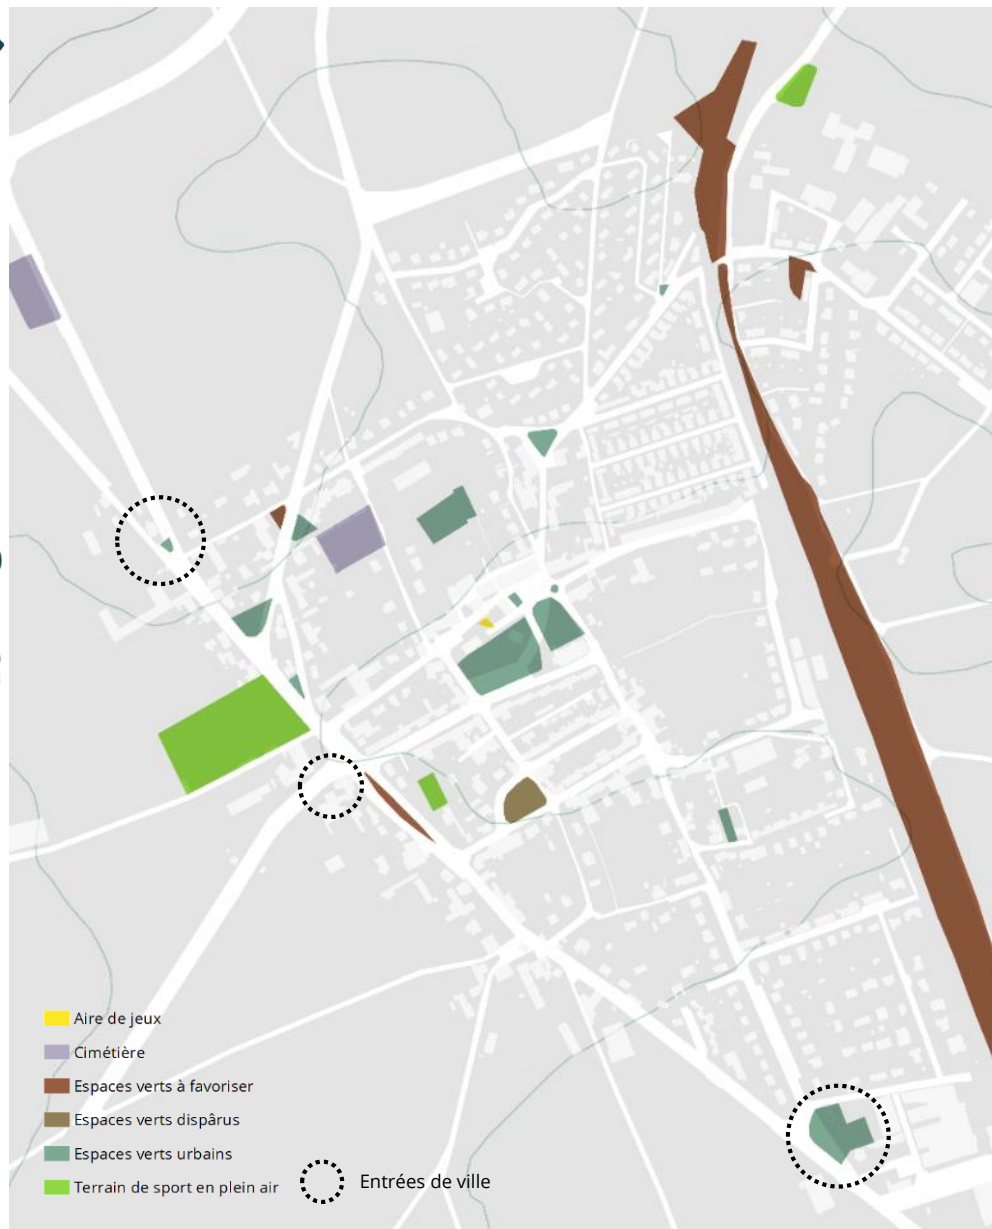 Aire de jeux
Cimétière
Espaces verts à favoriser
Espaces verts dispârus
Espaces verts urbains
Terrain de sport en plein air
Entrées de ville